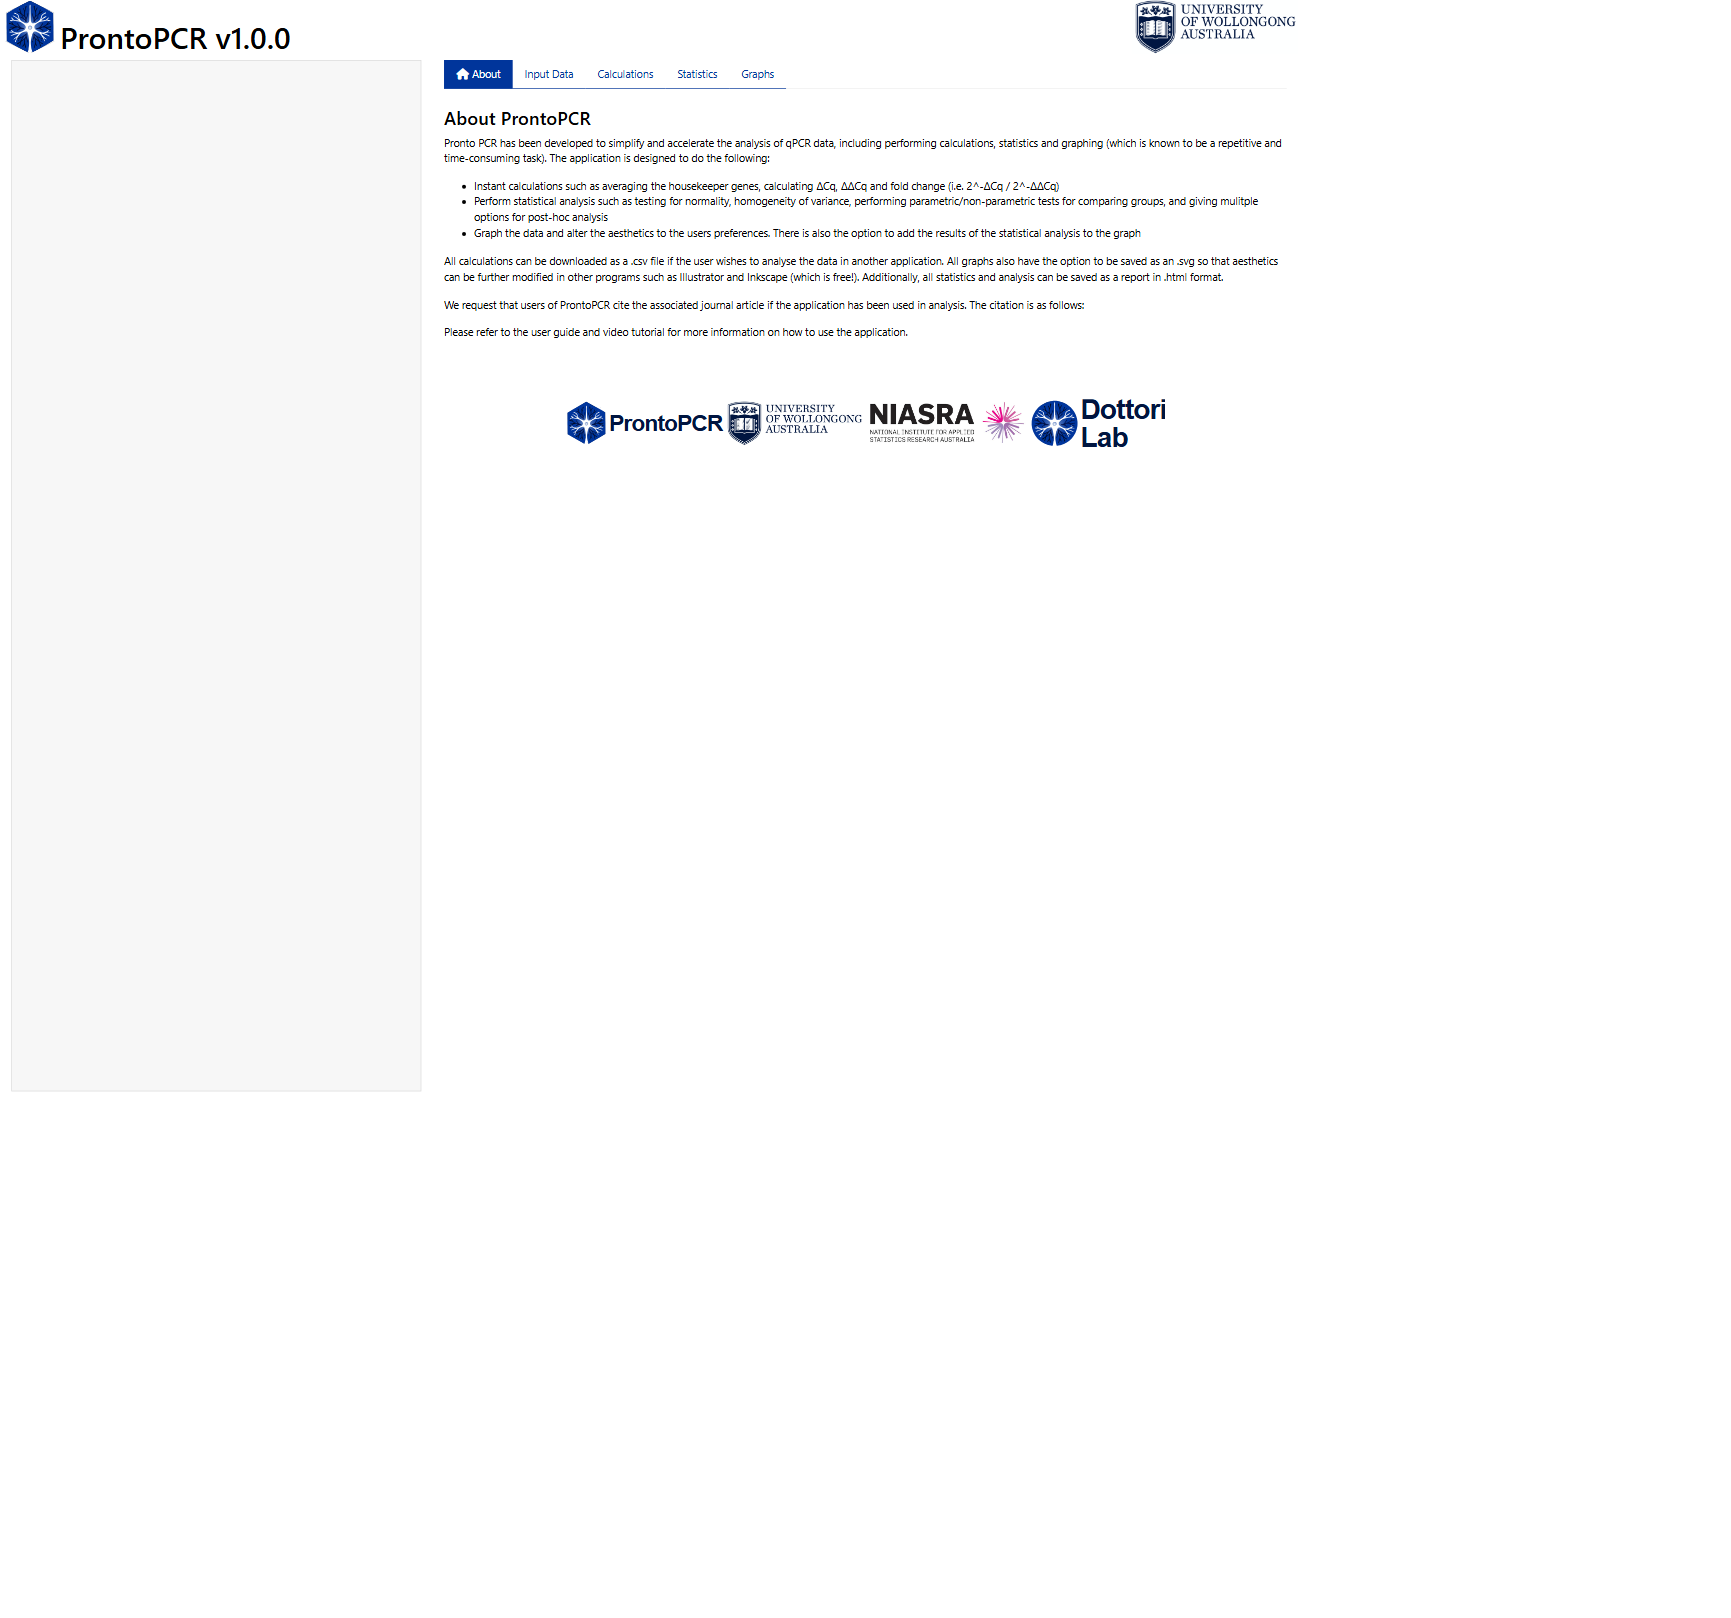 ProntoPCR v1.0.0
UNIVERSITY
OF WOLLONGONG
AUSTRALIA
About
Input Data
Calculations
Statistics
Graphs
About ProntoPCR
Pronto PCR has been developed to simplify and accelerate the analysis of qPCR data, including performing calculations, statistics and graphing (which is known to be a repetitive and
time-consuming task). The application is designed to do the following:
• Instant calculations such as averaging the housekeeper genes, calculating ΔCq, ΔΔCq and fold change (i.e. 2^-ΔCq / 2^-ΔΔCq)
• Perform statistical analysis such as testing for normality, homogeneity of variance, performing parametric/non-parametric tests for comparing groups, and giving mulitple
options for post-hoc analysis
• Graph the data and alter the aesthetics to the users preferences. There is also the option to add the results of the statistical analysis to the graph
All calculations can be downloaded as a .csv file if the user wishes to analyse the data in another application. All graphs also have the option to be saved as an .svg so that aesthetics
can be further modified in other programs such as Illustrator and Inkscape (which is free!). Additionally, all statistics and analysis can be saved as a report in .html format.
We request that users of ProntoPCR cite the associated journal article if the application has been used in analysis. The citation is as follows:
Please refer to the user guide and video tutorial for more information on how to use the application.
ProntoPCR
UNIVERSITY
OF WOLLONGONG
AUSTRALIA
NIASRA
NATIONAL INSTITUTE FOR APPLIED
STATISTICS RESEARCH AUSTRALIA
Dottori
Lab